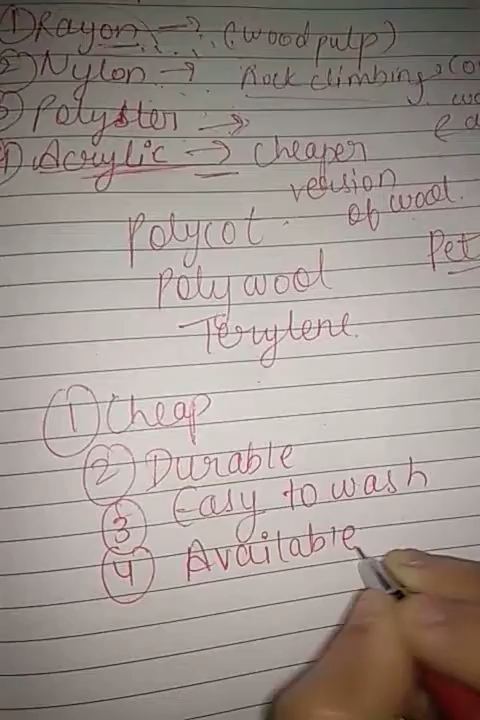 ① Rayon → (wood pulp)
② Nylon → Rock climbing,
③ Polyster →
④ Acrylic → cheaper
version
of wool.
Polycot.
Pet
Polywool
Terylene.
① Cheap
② Durable
③ Easy to wash
④ Available